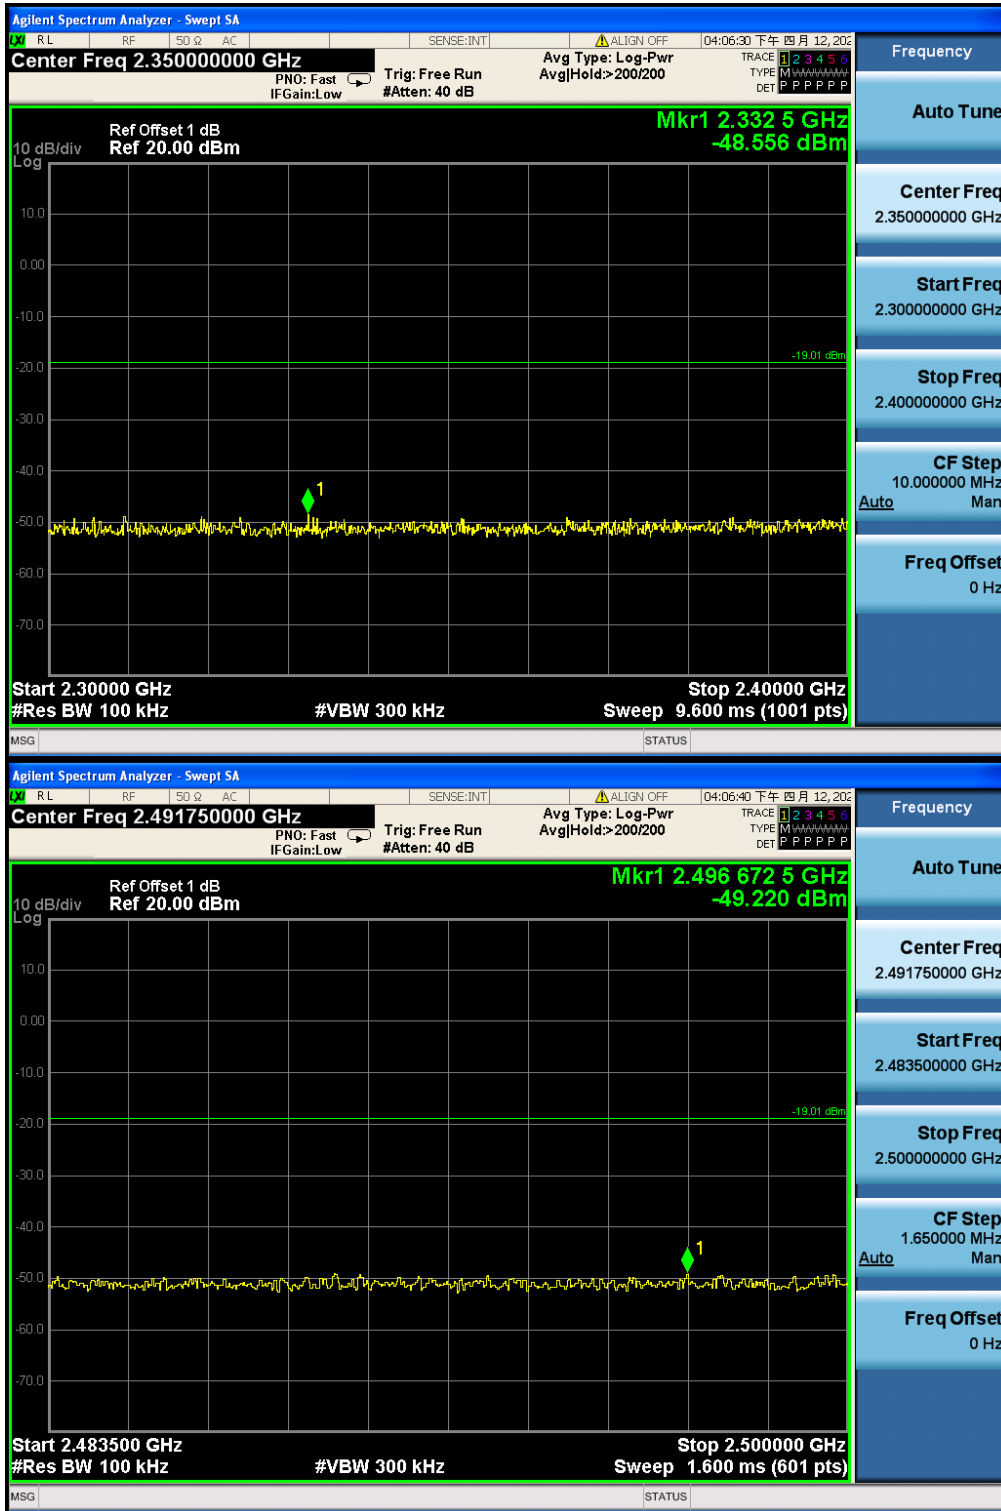 Agilent Spectrum Analyzer - Swept SA
LXI RL RF 50 Ω AC SENSE:INT ALIGN OFF 04:06:30 下午 四月 12, 202
Center Freq 2.350000000 GHz
PNO: Fast
IFGain:Low
Trig: Free Run
#Atten: 40 dB
Avg Type: Log-Pwr
Avg|Hold:>200/200
TRACE 1 2 3 4 5 6
TYPE M
DET P P P P P P
Mkr1 2.332 5 GHz
-48.556 dBm
Ref Offset 1 dB
10 dB/div Ref 20.00 dBm
Log
10.0
0.00
-10.0
-19.01 dBm
-20.0
-30.0
-40.0
1
-50.0
-60.0
-70.0
Start 2.30000 GHz Stop 2.40000 GHz
#Res BW 100 kHz #VBW 300 kHz Sweep 9.600 ms (1001 pts)
MSG STATUS
Frequency
Auto Tune
Center Freq
2.350000000 GHz
Start Freq
2.300000000 GHz
Stop Freq
2.400000000 GHz
CF Step
10.000000 MHz
Auto Man
Freq Offset
0 Hz
Agilent Spectrum Analyzer - Swept SA
LXI RL RF 50 Ω AC SENSE:INT ALIGN OFF 04:06:40 下午 四月 12, 202
Center Freq 2.491750000 GHz
PNO: Fast
IFGain:Low
Trig: Free Run
#Atten: 40 dB
Avg Type: Log-Pwr
Avg|Hold:>200/200
TRACE 1 2 3 4 5 6
TYPE M
DET P P P P P P
Mkr1 2.496 672 5 GHz
-49.220 dBm
Ref Offset 1 dB
10 dB/div Ref 20.00 dBm
Log
10.0
0.00
-10.0
-19.01 dBm
-20.0
-30.0
-40.0
1
-50.0
-60.0
-70.0
Start 2.483500 GHz Stop 2.500000 GHz
#Res BW 100 kHz #VBW 300 kHz Sweep 1.600 ms (601 pts)
MSG STATUS
Frequency
Auto Tune
Center Freq
2.491750000 GHz
Start Freq
2.483500000 GHz
Stop Freq
2.500000000 GHz
CF Step
1.650000 MHz
Auto Man
Freq Offset
0 Hz